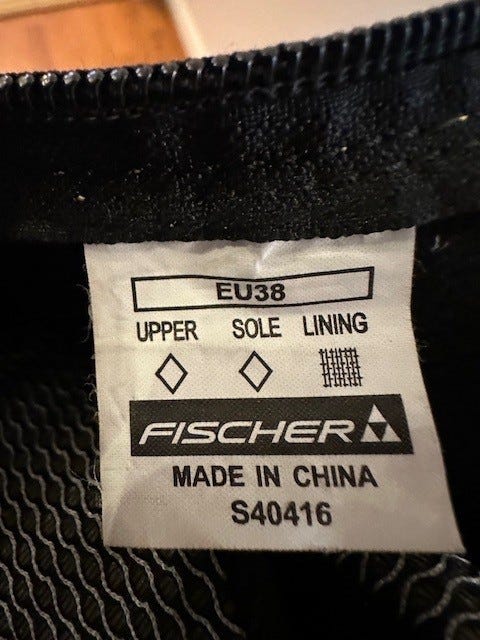 EU38
UPPER SOLE LINING
FISCHER
MADE IN CHINA
S40416